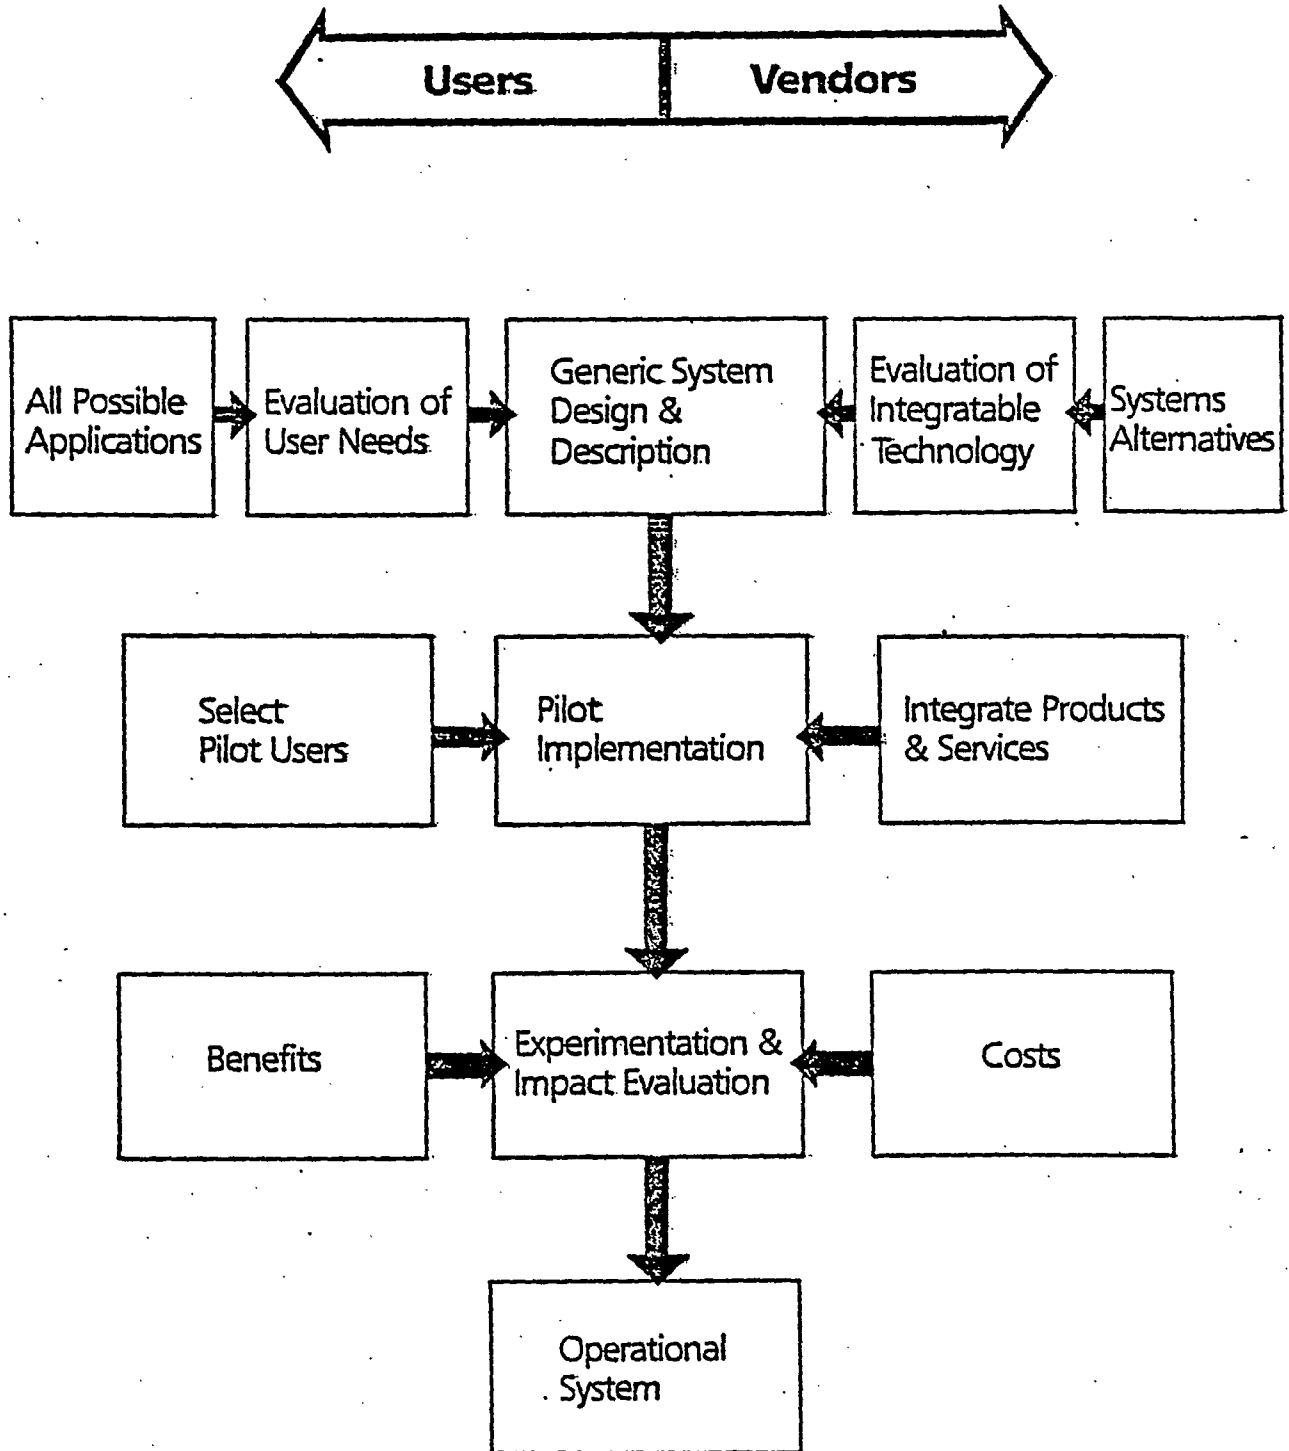 Users
Vendors
All Possible
Applications
Evaluation of
User Needs
Generic System
Design &
Description
Evaluation of
Integratable
Technology
Systems
Alternatives
Select
Pilot Users
Pilot
Implementation
Integrate Products
& Services
Benefits
Experimentation &
Impact Evaluation
Costs
Operational
System